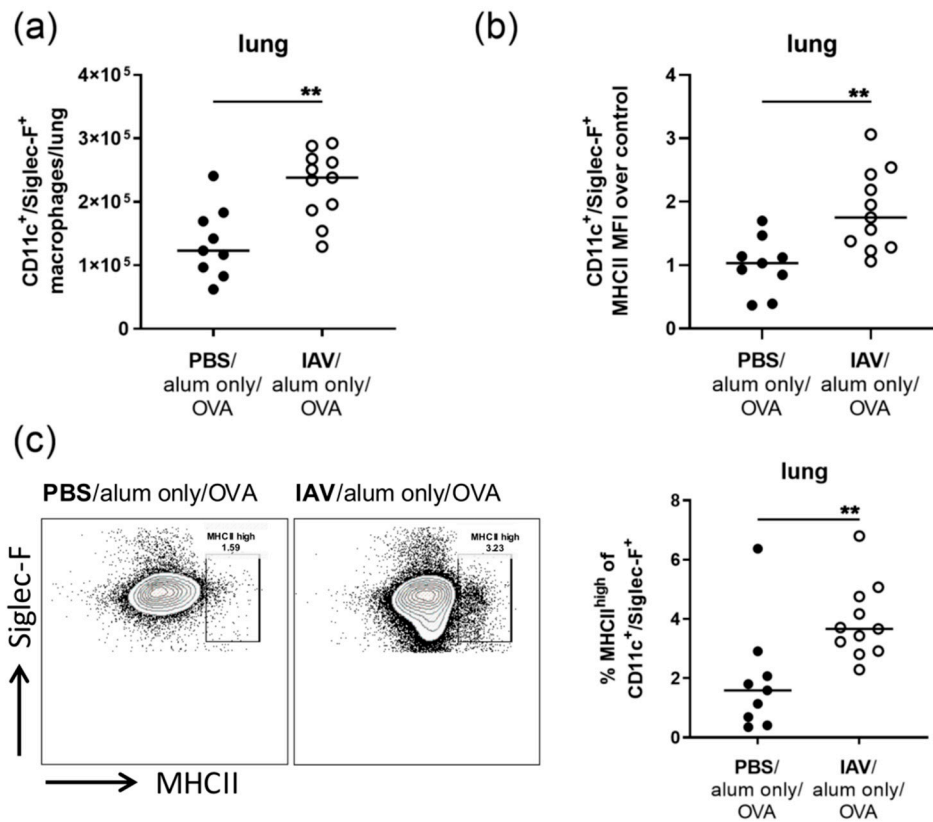 (a)
lung
CD11c⁺/Siglec-F⁺
macrophages/lung
4×10⁵
3×10⁵
2×10⁵
1×10⁵
0
**
PBS/
alum only/
OVA
IAV/
alum only/
OVA
(b)
lung
CD11c⁺/Siglec-F⁺
MHCII MFI over control
4
3
2
1
0
**
PBS/
alum only/
OVA
IAV/
alum only/
OVA
(c)
PBS/alum only/OVA
IAV/alum only/OVA
MHCII high
1.59
MHCII high
3.23
Siglec-F
MHCII
lung
% MHCIIʰⁱᵍʰ of
CD11c⁺/Siglec-F⁺
8
6
4
2
0
**
PBS/
alum only/
OVA
IAV/
alum only/
OVA